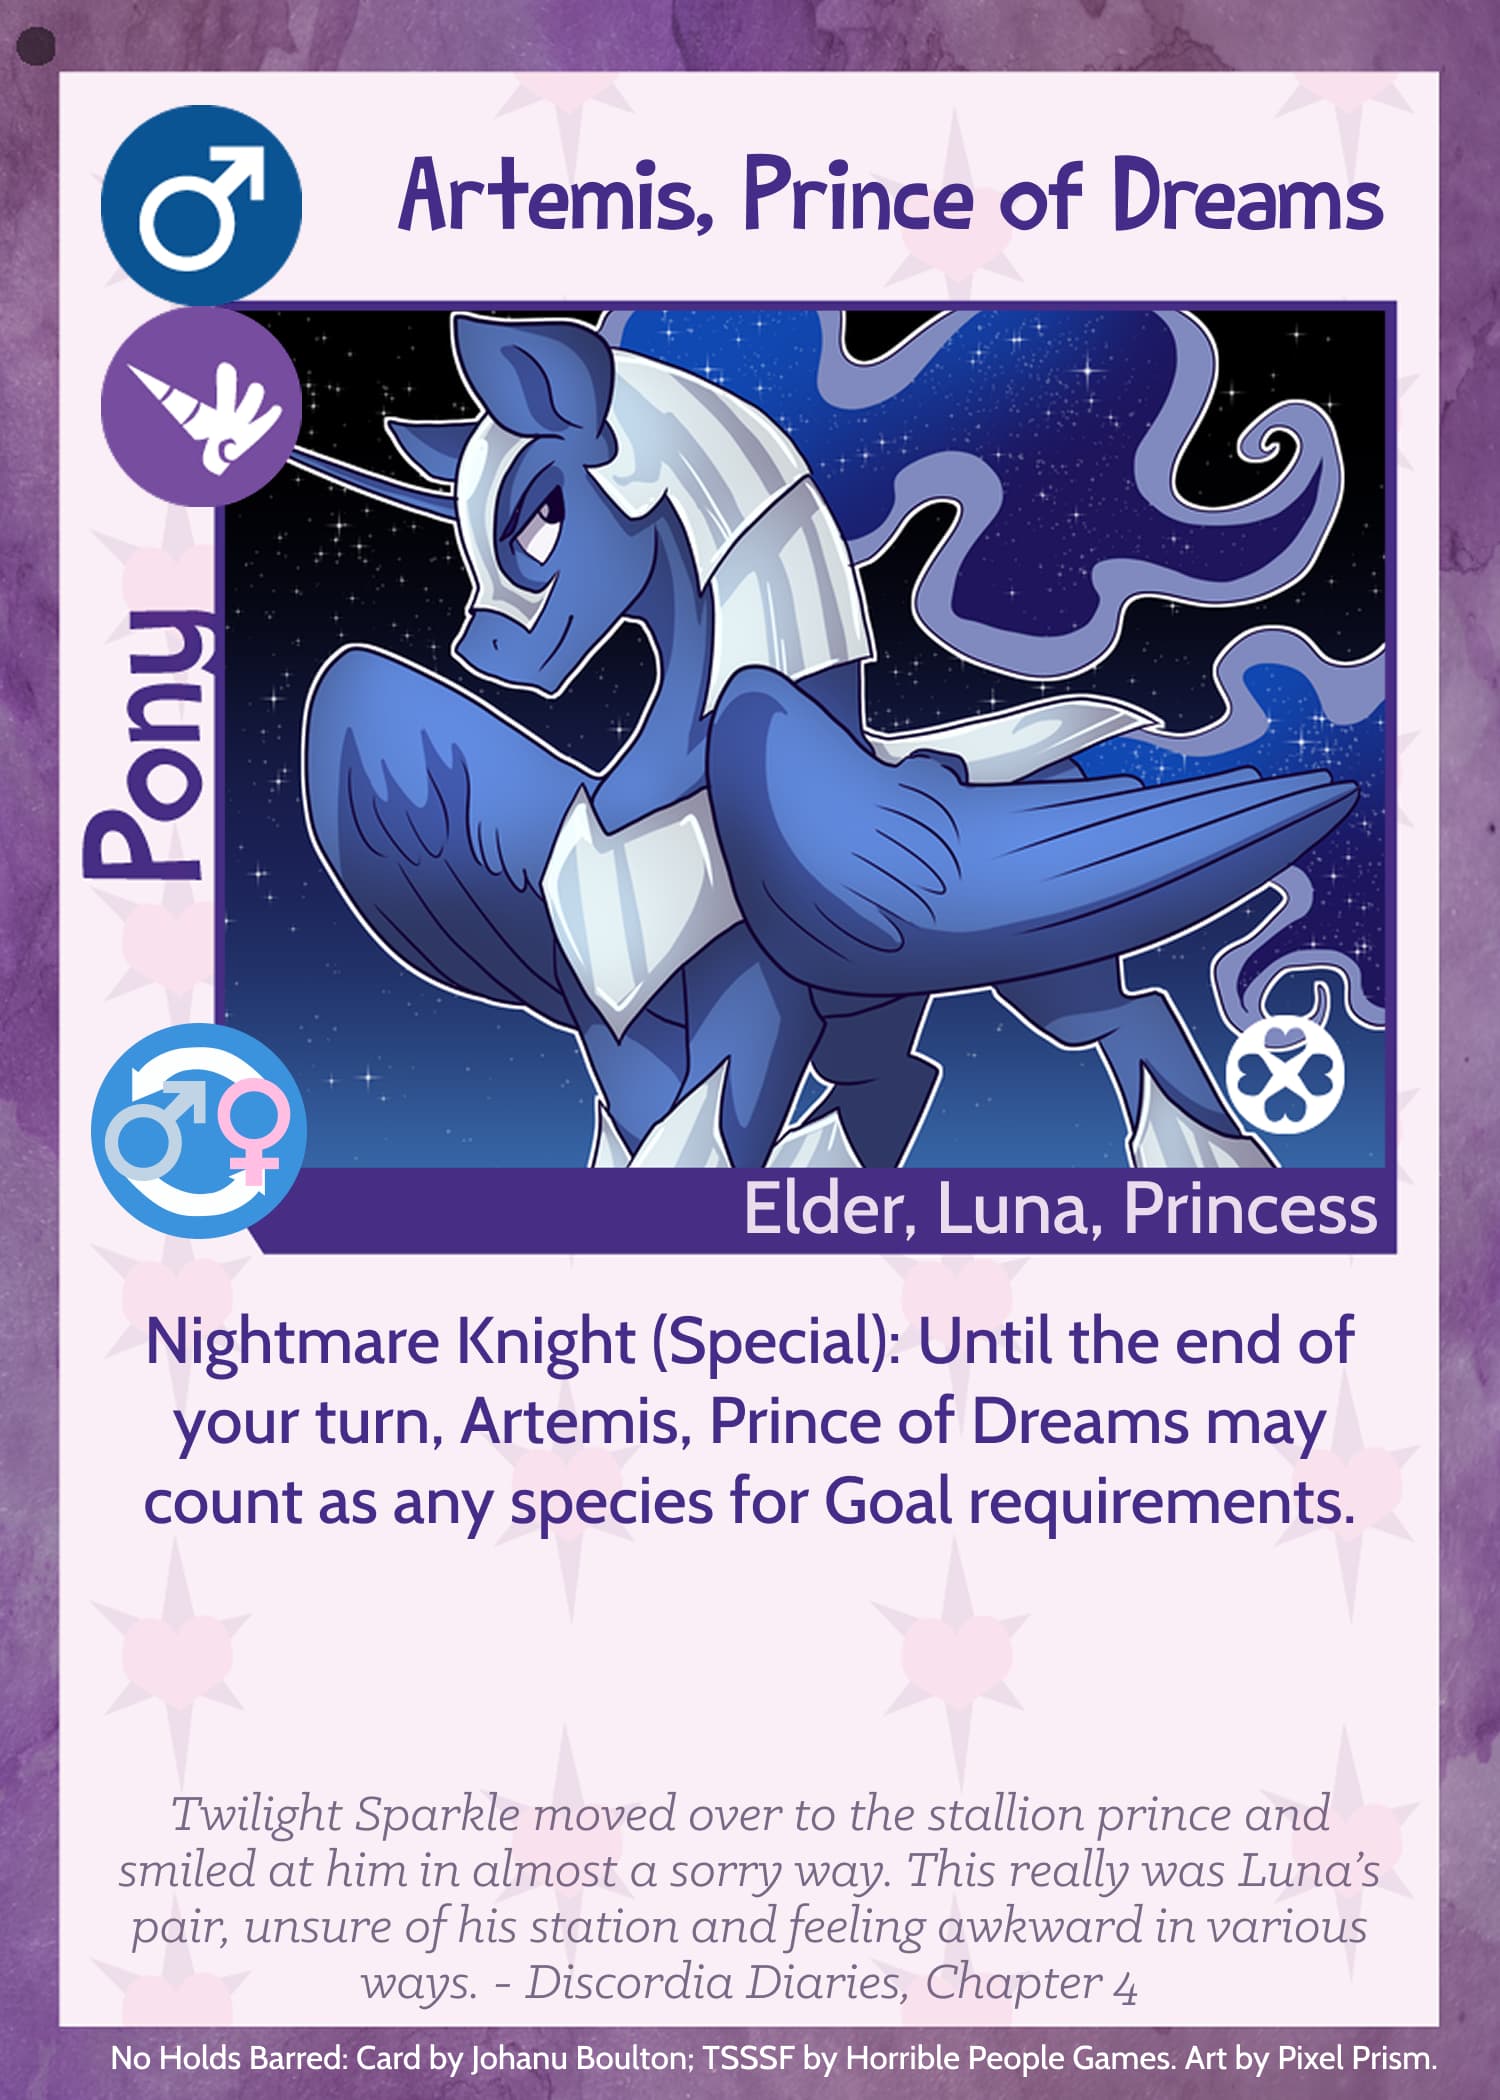 Artemis, Prince of Dreams
Pony
Elder, Luna, Princess
Nightmare Knight (Special): Until the end of
your turn, Artemis, Prince of Dreams may
count as any species for Goal requirements.
Twilight Sparkle moved over to the stallion prince and
smiled at him in almost a sorry way. This really was Luna’s
pair, unsure of his station and feeling awkward in various
ways. - Discordia Diaries, Chapter 4
No Holds Barred: Card by Johanu Boulton; TSSSF by Horrible People Games. Art by Pixel Prism.